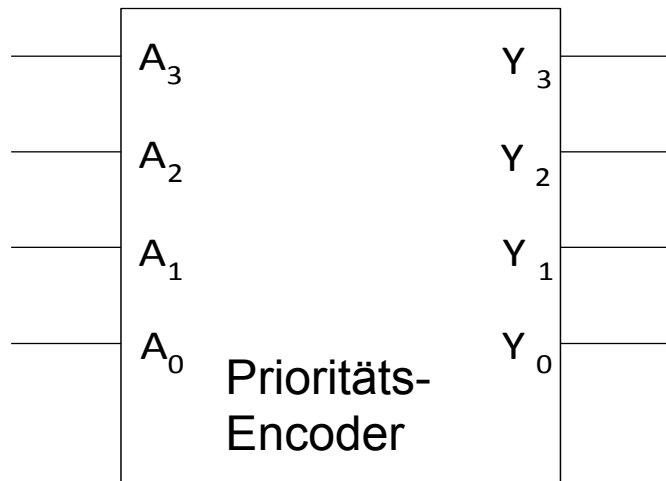 A3 Y3
A2 Y2
A1 Y1
A0 Y0
Prioritäts-
Encoder